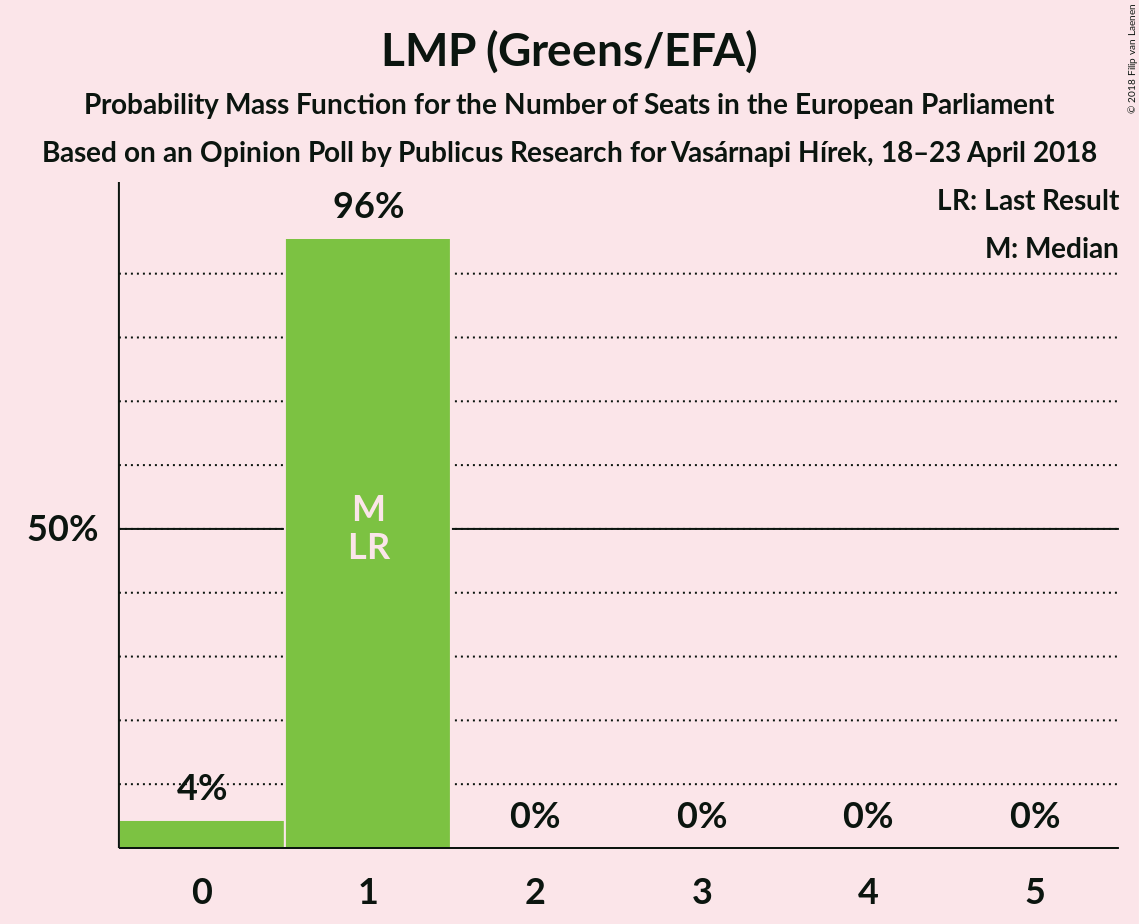 LMP (Greens/EFA)
Probability Mass Function for the Number of Seats in the European Parliament
Based on an Opinion Poll by Publicus Research for Vasárnapi Hírek, 18–23 April 2018
© 2018 Filip van Laenen
LR: Last Result
M: Median
96%
M
LR
50%
4%
0%
0%
0%
0%
0
1
2
3
4
5